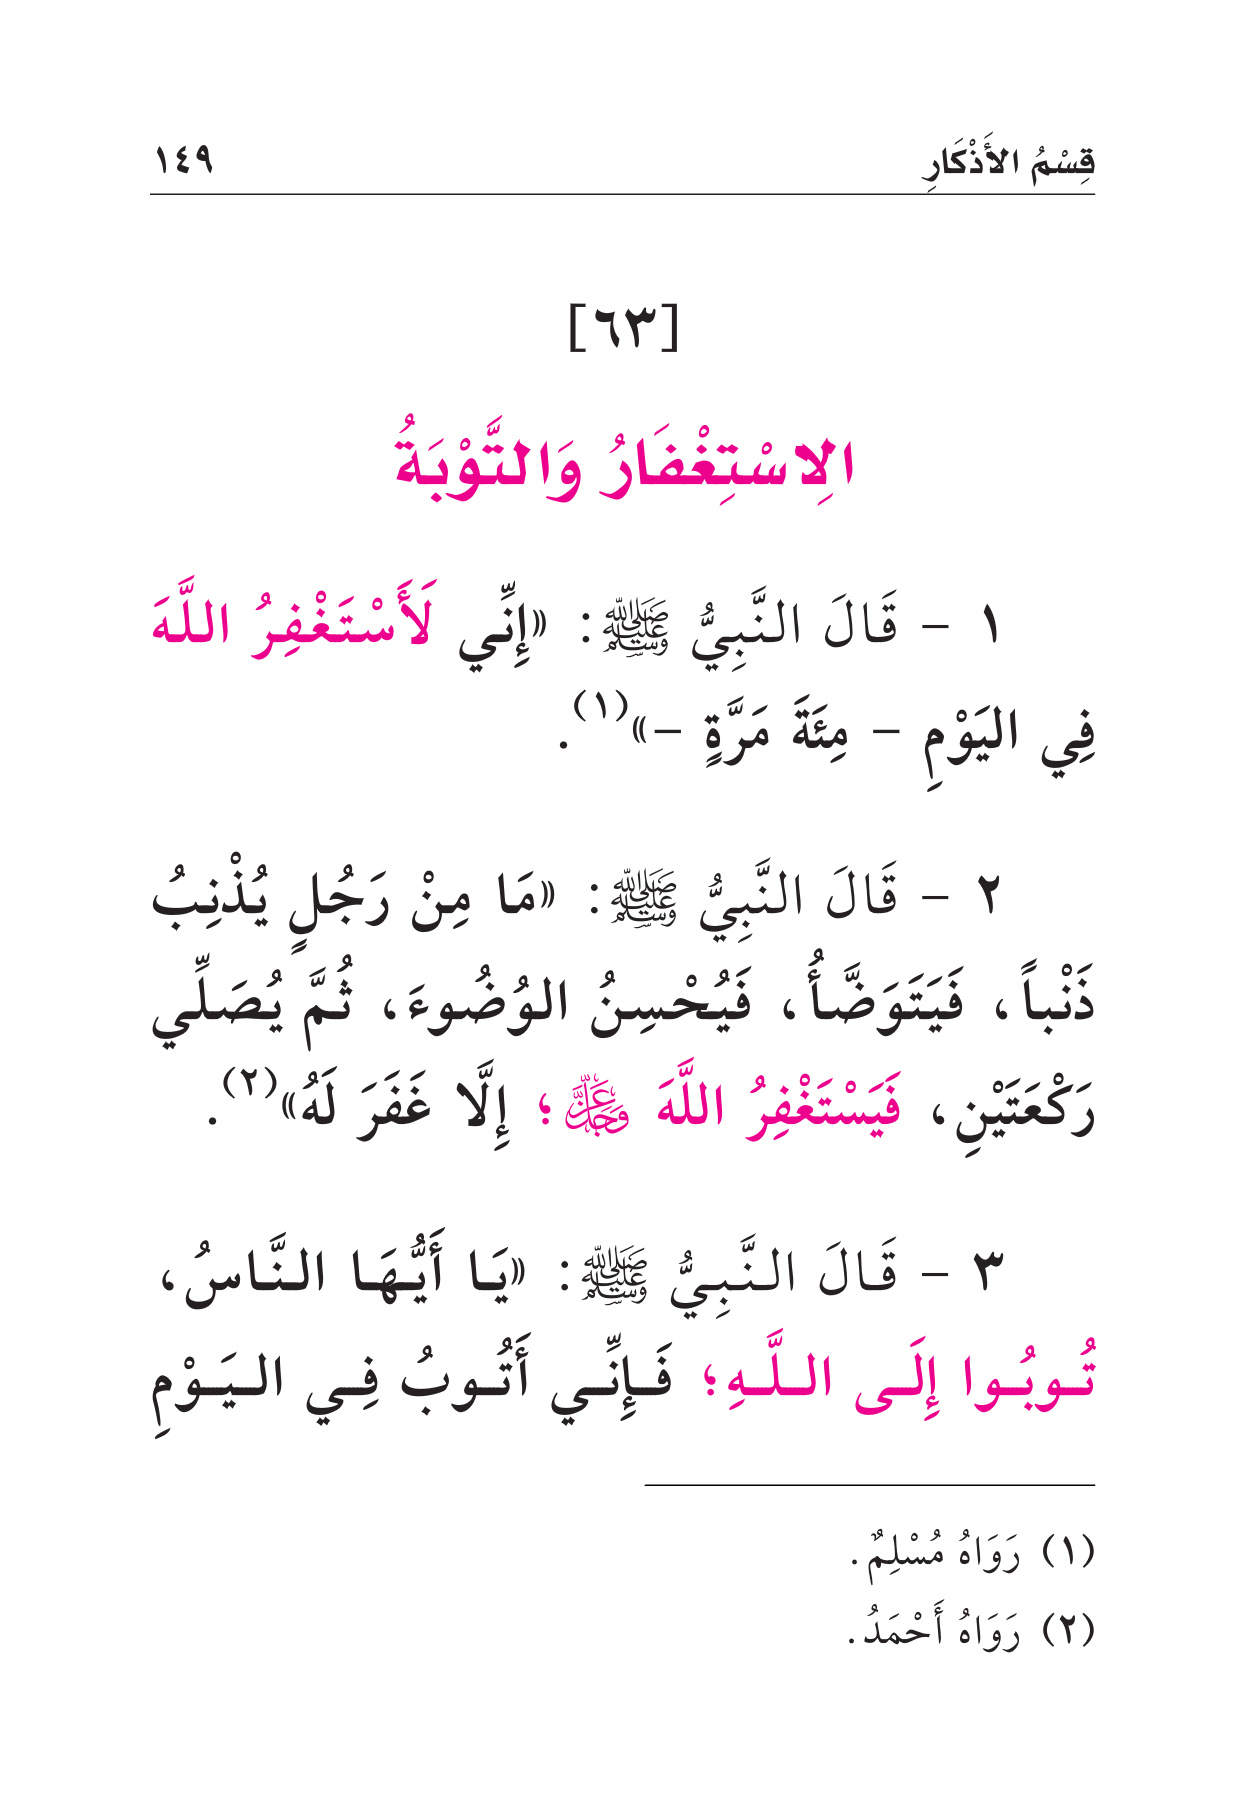 قِسْمُ الأَذْكَارِ ١٤٩
[٦٣]
الِاسْتِغْفَارُ وَالتَّوْبَةُ
١ – قَالَ النَّبِيُّ ﷺ: «إِنِّي لَأَسْتَغْفِرُ اللَّهَ
فِي اليَوْمِ – مِئَةَ مَرَّةٍ –»(١).
٢ – قَالَ النَّبِيُّ ﷺ: «مَا مِنْ رَجُلٍ يُذْنِبُ
ذَنْباً، فَيَتَوَضَّأُ، فَيُحْسِنُ الوُضُوءَ، ثُمَّ يُصَلِّي
رَكْعَتَيْنِ، فَيَسْتَغْفِرُ اللَّهَ عَزَّ وَجَلَّ؛ إِلَّا غَفَرَ لَهُ»(٢).
٣ – قَالَ النَّبِيُّ ﷺ: «يَا أَيُّهَا النَّاسُ،
تُوبُوا إِلَى اللَّهِ؛ فَإِنِّي أَتُوبُ فِي اليَوْمِ
(١) رَوَاهُ مُسْلِمٌ.
(٢) رَوَاهُ أَحْمَدُ.